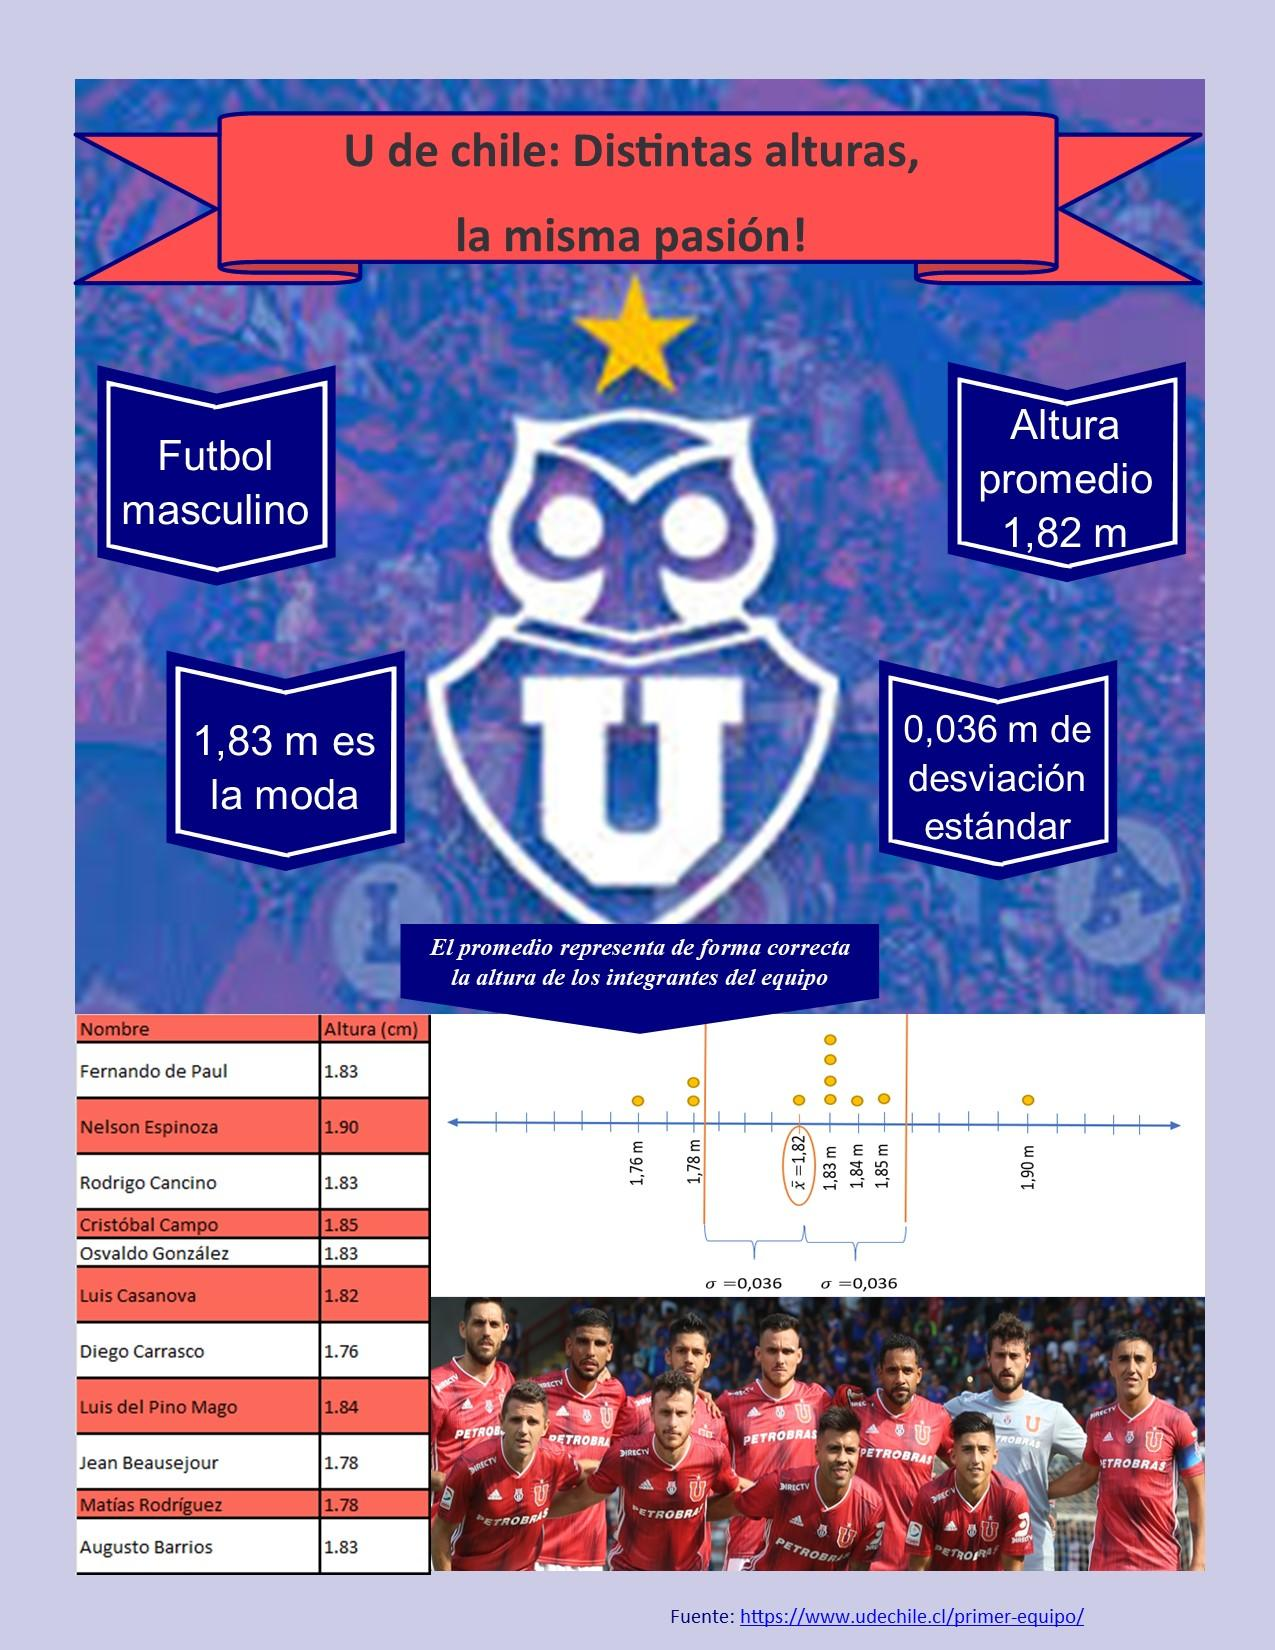 U de chile: Distintas alturas,
la misma pasión!
Futbol
masculino
Altura
promedio
1,82 m
1,83 m es
la moda
0,036 m de
desviación
estándar
U
L
A
El promedio representa de forma correcta
la altura de los integrantes del equipo
Nombre Altura (cm)
Fernando de Paul 1.83
Nelson Espinoza 1.90
Rodrigo Cancino 1.83
Cristóbal Campo 1.85
Osvaldo González 1.83
Luis Casanova 1.82
Diego Carrasco 1.76
Luis del Pino Mago 1.84
Jean Beausejour 1.78
Matías Rodríguez 1.78
Augusto Barrios 1.83
1,76 m
1,78 m
x̄ =1,82
1,83 m
1,84 m
1,85 m
1,90 m
σ =0,036 σ =0,036
DIRECTV
PETROBRAS
Fuente: https://www.udechile.cl/primer-equipo/